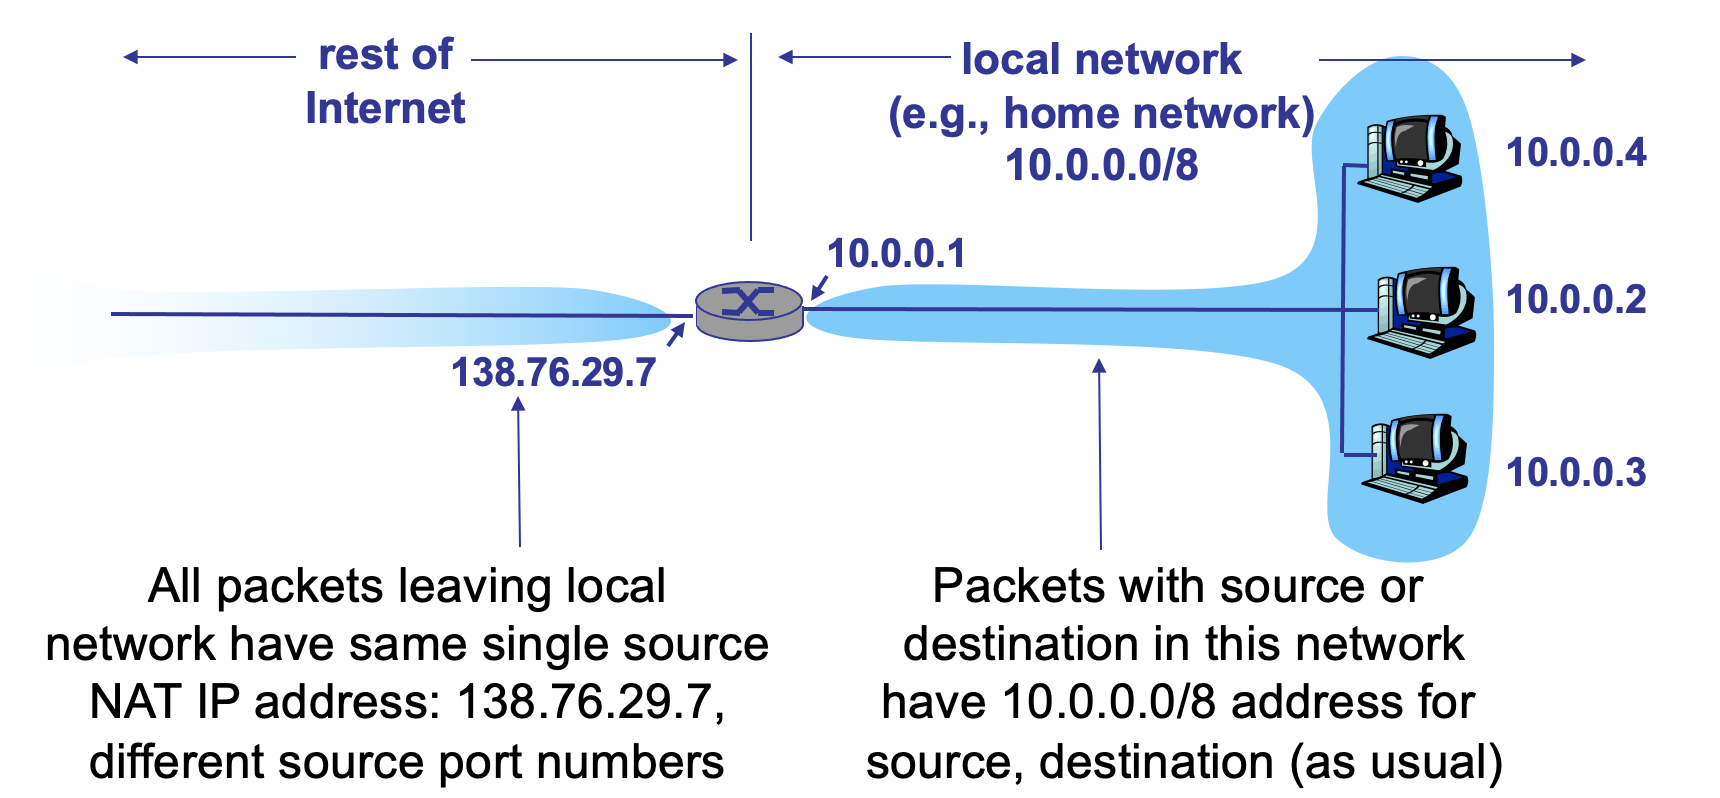 rest of
Internet
local network
(e.g., home network)
10.0.0.0/8
10.0.0.4
10.0.0.1
10.0.0.2
138.76.29.7
10.0.0.3
All packets leaving local
network have same single source
NAT IP address: 138.76.29.7,
different source port numbers
Packets with source or
destination in this network
have 10.0.0.0/8 address for
source, destination (as usual)